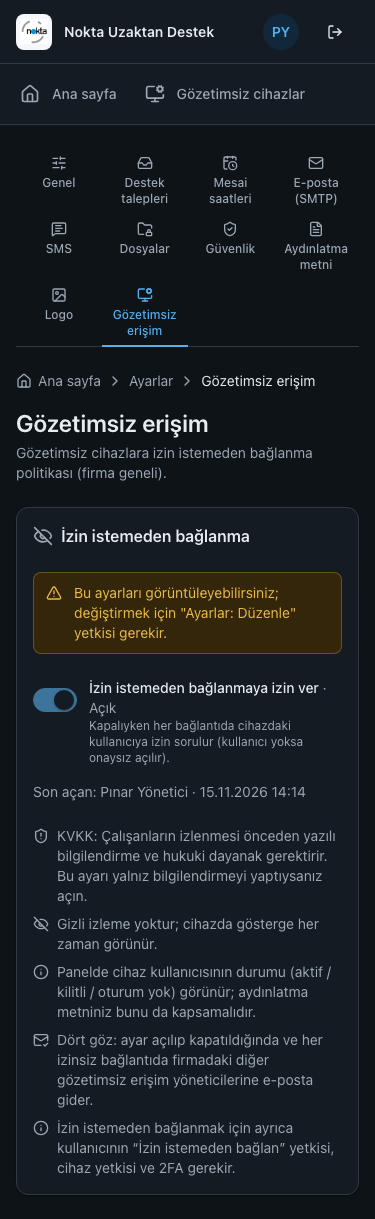 nokta
Nokta Uzaktan Destek
PY
Ana sayfa
Gözetimsiz cihazlar
Genel
Destek talepleri
Mesai saatleri
E-posta (SMTP)
SMS
Dosyalar
Güvenlik
Aydınlatma metni
Logo
Gözetimsiz erişim
Ana sayfa > Ayarlar > Gözetimsiz erişim
Gözetimsiz erişim
Gözetimsiz cihazlara izin istemeden bağlanma
politikası (firma geneli).
İzin istemeden bağlanma
Bu ayarları görüntüleyebilirsiniz;
değiştirmek için "Ayarlar: Düzenle"
yetkisi gerekir.
İzin istemeden bağlanmaya izin ver ·
Açık
Kapalıyken her bağlantıda cihazdaki
kullanıcıya izin sorulur (kullanıcı yoksa
onaysız açılır).
Son açan: Pınar Yönetici · 15.11.2026 14:14
KVKK: Çalışanların izlenmesi önceden yazılı
bilgilendirme ve hukuki dayanak gerektirir.
Bu ayarı yalnız bilgilendirmeyi yaptıysanız
açın.
Gizli izleme yoktur; cihazda gösterge her
zaman görünür.
Panelde cihaz kullanıcısının durumu (aktif /
kilitli / oturum yok) görünür; aydınlatma
metniniz bunu da kapsamalıdır.
Dört göz: ayar açılıp kapatıldığında ve her
izinsiz bağlantıda firmadaki diğer
gözetimsiz erişim yöneticilerine e-posta
gider.
İzin istemeden bağlanmak için ayrıca
kullanıcının “İzin istemeden bağlan” yetkisi,
cihaz yetkisi ve 2FA gerekir.